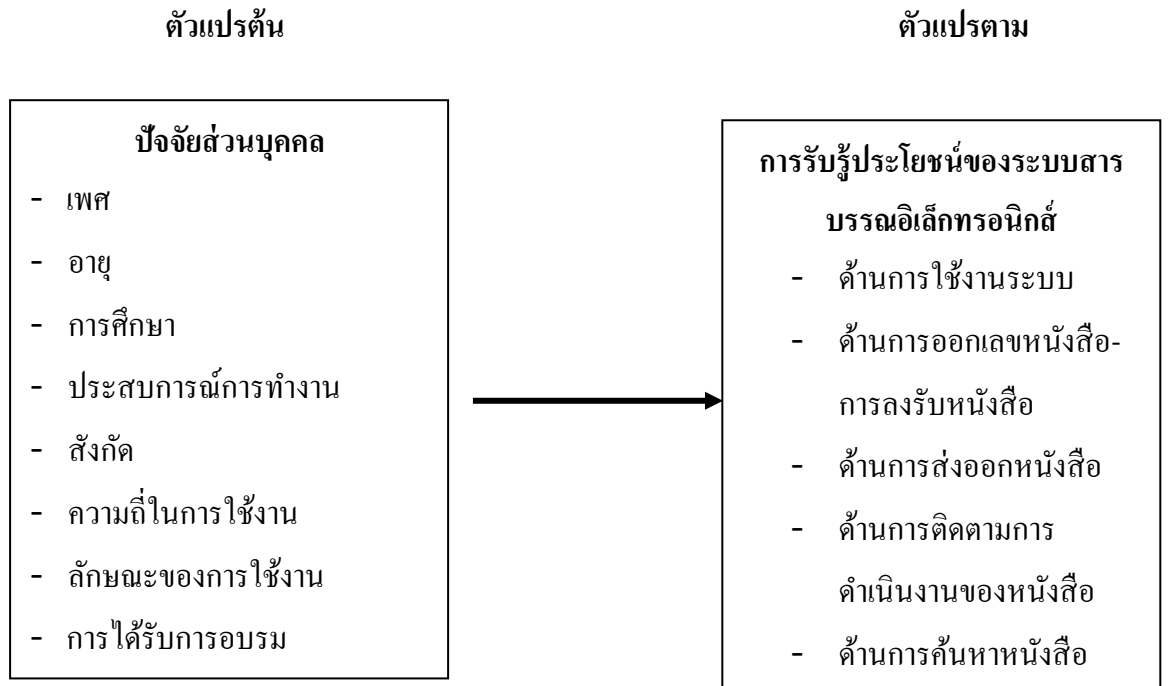 ตัวแปรต้น
ตัวแปรตาม
ปัจจัยส่วนบุคคล
- เพศ
- อายุ
- การศึกษา
- ประสบการณ์การทำงาน
- สังกัด
- ความถี่ในการใช้งาน
- ลักษณะของการใช้งาน
- การได้รับการอบรม
การรับรู้ประโยชน์ของระบบสาร
บรรณอิเล็กทรอนิกส์
- ด้านการใช้งานระบบ
- ด้านการออกเลขหนังสือ-
การลงรับหนังสือ
- ด้านการส่งออกหนังสือ
- ด้านการติดตามการ
ดำเนินงานของหนังสือ
- ด้านการค้นหาหนังสือ